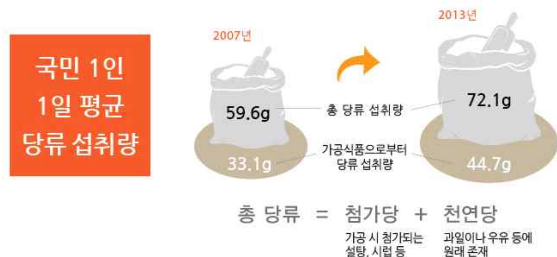 국민 1인
1일 평균
당류 섭취량
2007년
2013년
59.6g
총 당류 섭취량
72.1g
33.1g
가공식품으로부터
당류 섭취량
44.7g
총 당류 = 첨가당 + 천연당
가공 시 첨가되는
설탕, 시럽 등
과일이나 우유 등에
원래 존재